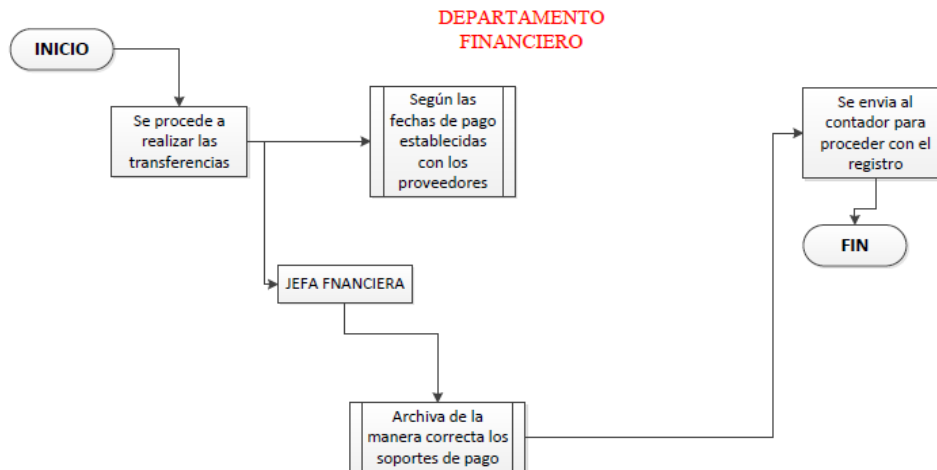 DEPARTAMENTO
FINANCIERO
INICIO
Se procede a
realizar las
transferencias
Según las
fechas de pago
establecidas
con los
proveedores
Se envia al
contador para
proceder con el
registro
FIN
JEFA FNANCIERA
Archiva de la
manera correcta los
soportes de pago